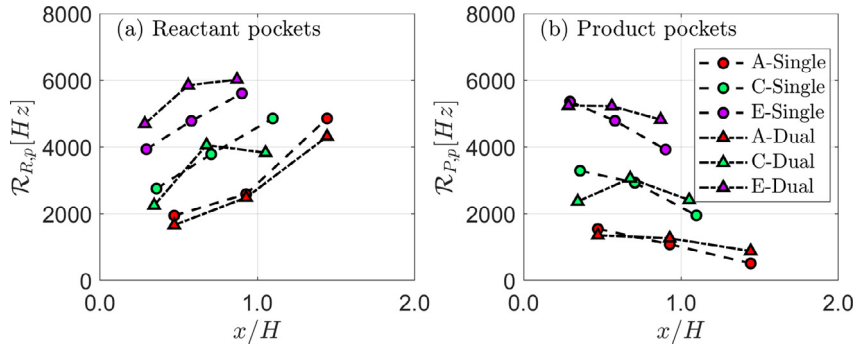 (a) Reactant pockets
8000
6000
4000
2000
0
0.0 1.0 2.0
x/H
R_{R,p}[Hz]
(b) Product pockets
8000
6000
4000
2000
0
0.0 1.0 2.0
x/H
R_{P,p}[Hz]
A-Single
C-Single
E-Single
A-Dual
C-Dual
E-Dual